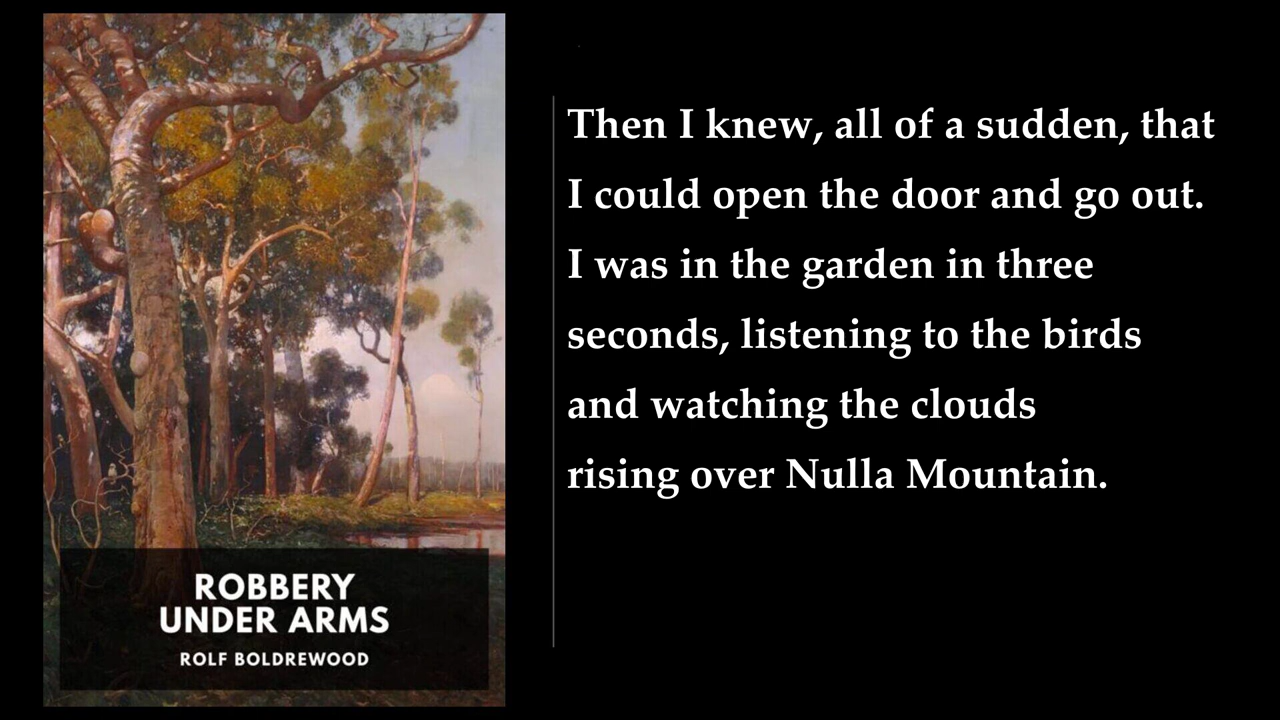 Then I knew, all of a sudden, that
I could open the door and go out.
I was in the garden in three
seconds, listening to the birds
and watching the clouds
rising over Nulla Mountain.
ROBBERY
UNDER ARMS
ROLF BOLDREWOOD